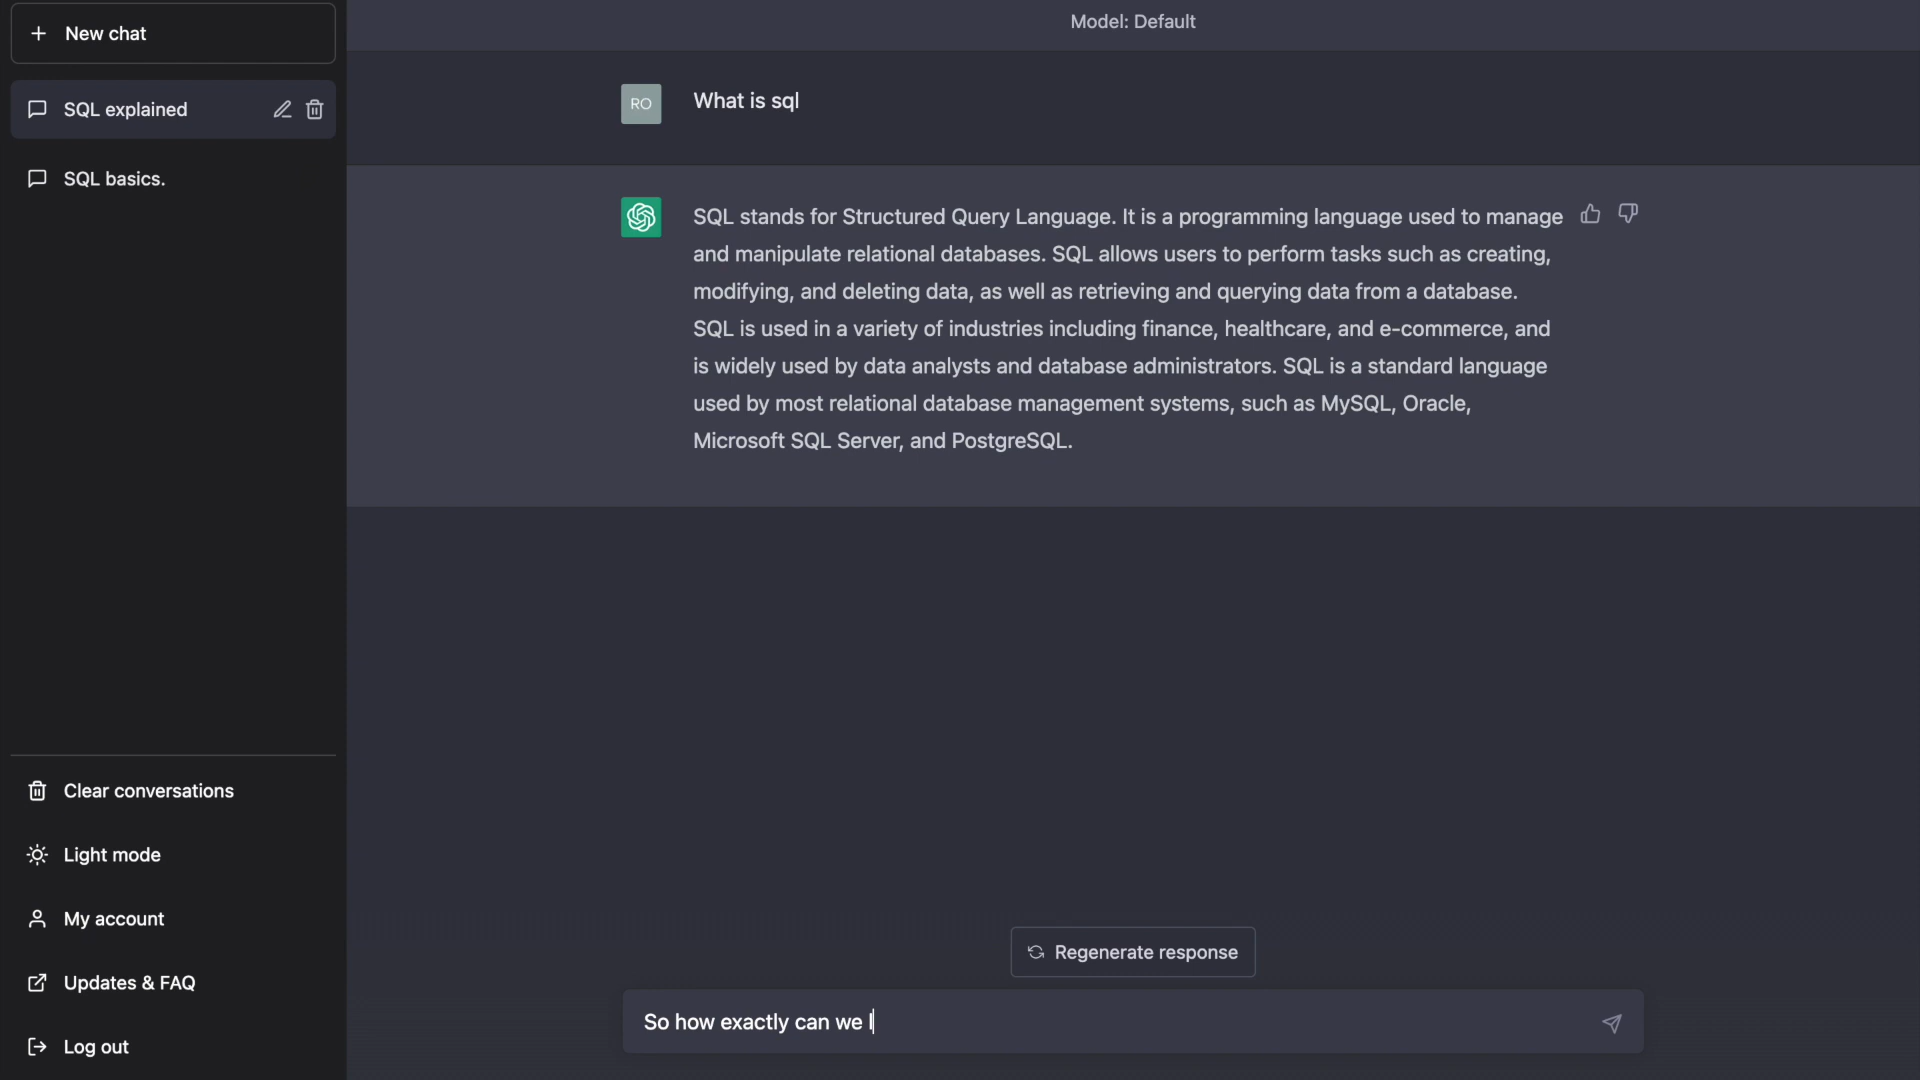 New chat
SQL explained
SQL basics.
Clear conversations
Light mode
My account
Updates & FAQ
Log out
Model: Default
RO
What is sql
SQL stands for Structured Query Language. It is a programming language used to manage
and manipulate relational databases. SQL allows users to perform tasks such as creating,
modifying, and deleting data, as well as retrieving and querying data from a database.
SQL is used in a variety of industries including finance, healthcare, and e-commerce, and
is widely used by data analysts and database administrators. SQL is a standard language
used by most relational database management systems, such as MySQL, Oracle,
Microsoft SQL Server, and PostgreSQL.
Regenerate response
So how exactly can we l